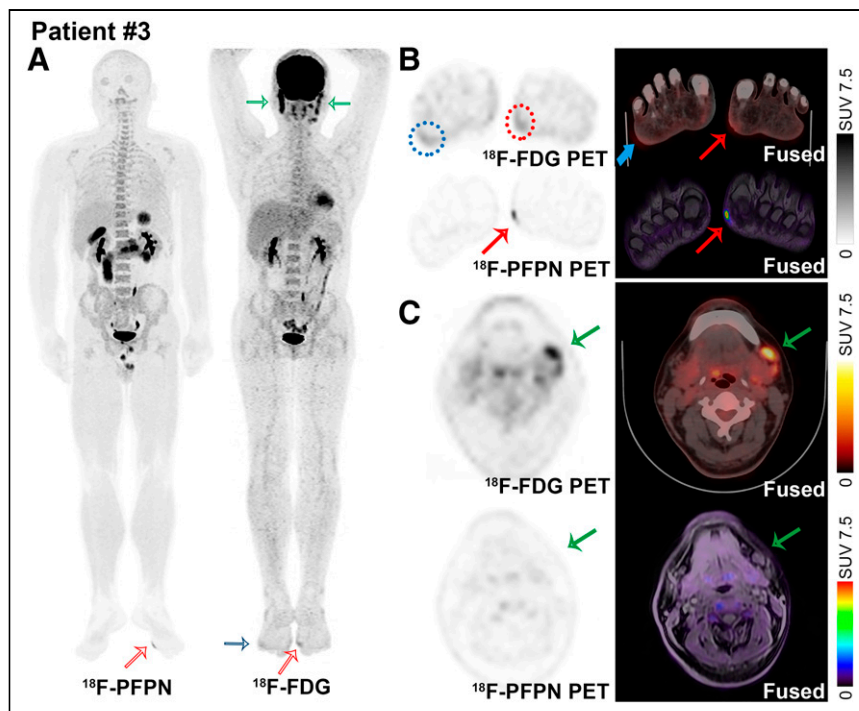 Patient #3
A
B
C
¹⁸F-PFPN
¹⁸F-FDG
¹⁸F-FDG PET
Fused
¹⁸F-PFPN PET
Fused
¹⁸F-FDG PET
Fused
¹⁸F-PFPN PET
Fused
0 SUV 7.5
0 SUV 7.5
0 SUV 7.5